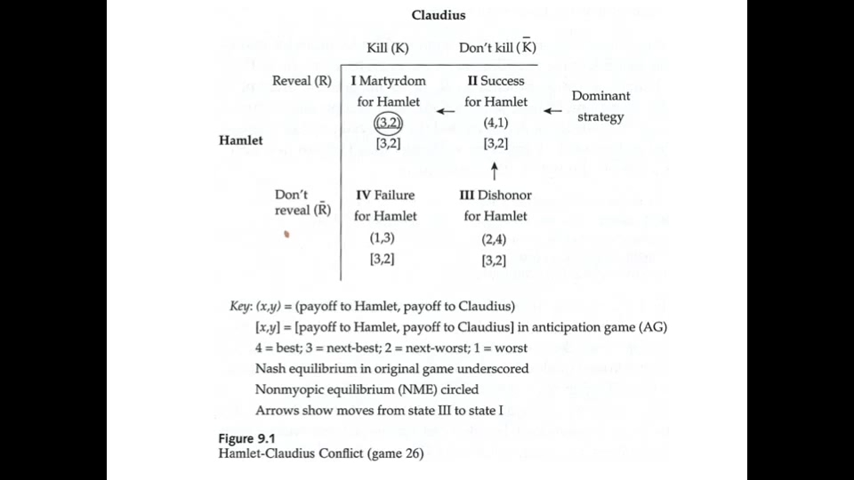 Claudius
Kill (K) Don't kill (K̄)
Reveal (R) I Martyrdom II Success
for Hamlet for Hamlet Dominant
(3,2) (4,1) strategy
Hamlet [3,2] [3,2]
Don't IV Failure III Dishonor
reveal (R̄) for Hamlet for Hamlet
(1,3) (2,4)
[3,2] [3,2]
Key: (x,y) = (payoff to Hamlet, payoff to Claudius)
[x,y] = [payoff to Hamlet, payoff to Claudius] in anticipation game (AG)
4 = best; 3 = next-best; 2 = next-worst; 1 = worst
Nash equilibrium in original game underscored
Nonmyopic equilibrium (NME) circled
Arrows show moves from state III to state I
Figure 9.1
Hamlet-Claudius Conflict (game 26)